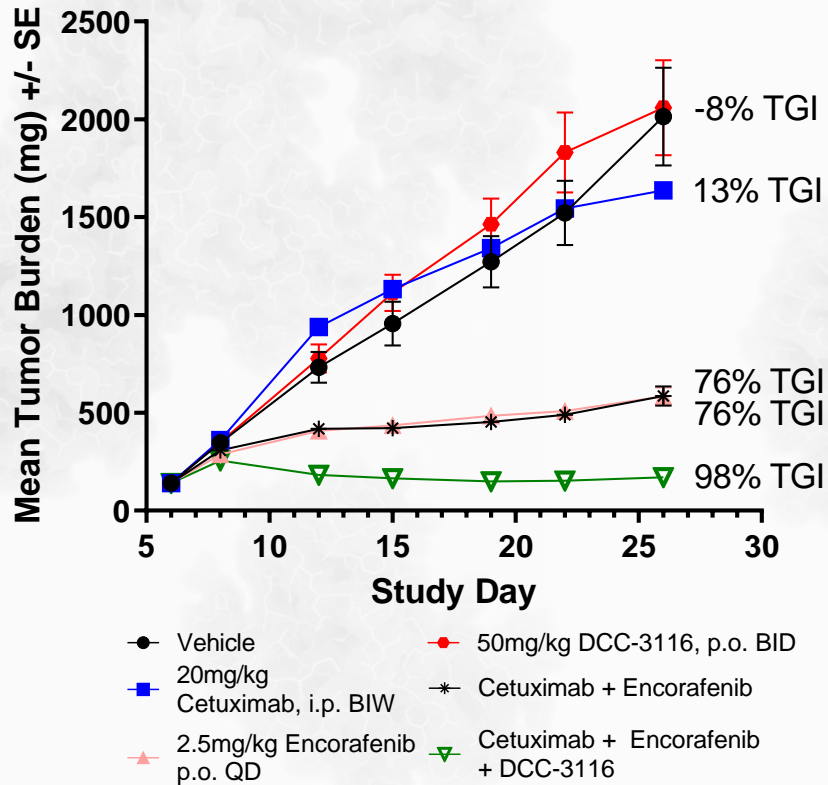 Mean Tumor Burden (mg) +/- SE
2500
2000
1500
1000
500
0
-8% TGI
13% TGI
76% TGI
76% TGI
98% TGI
5
10
15
20
25
30
Study Day
Vehicle
20mg/kg
Cetuximab, i.p. BIW
2.5mg/kg Encorafenib
p.o. QD
50mg/kg DCC-3116, p.o. BID
Cetuximab + Encorafenib
Cetuximab + Encorafenib
+ DCC-3116